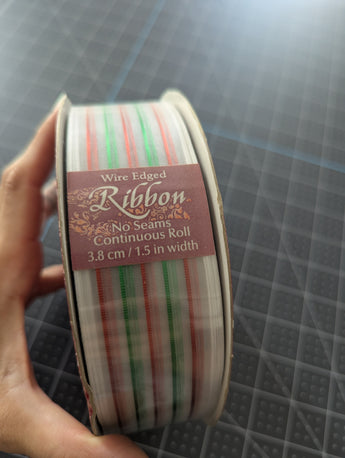 Wire Edged
Ribbon
No Seams
Continuous Roll
3.8 cm / 1.5 in width